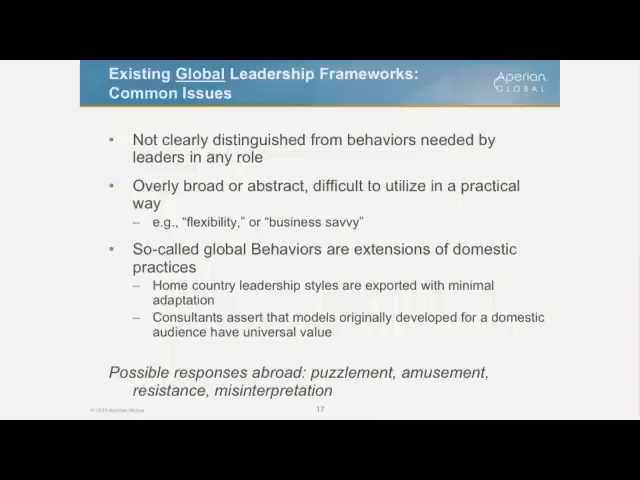 Existing Global Leadership Frameworks:
Common Issues
Aperian
GLOBAL
• Not clearly distinguished from behaviors needed by
leaders in any role
• Overly broad or abstract, difficult to utilize in a practical
way
– e.g., “flexibility,” or “business savvy”
• So-called global Behaviors are extensions of domestic
practices
– Home country leadership styles are exported with minimal
adaptation
– Consultants assert that models originally developed for a domestic
audience have universal value
Possible responses abroad: puzzlement, amusement,
resistance, misinterpretation
© Aperian Global
17